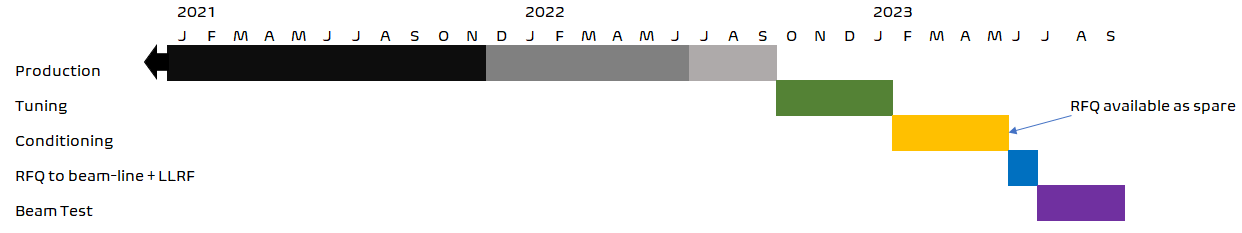 2021 2022 2023
J F M A M J J A S O N D J F M A M J J A S O N D J F M A M J J A S
Production
Tuning
RFQ available as spare
Conditioning
RFQ to beam-line + LLRF
Beam Test